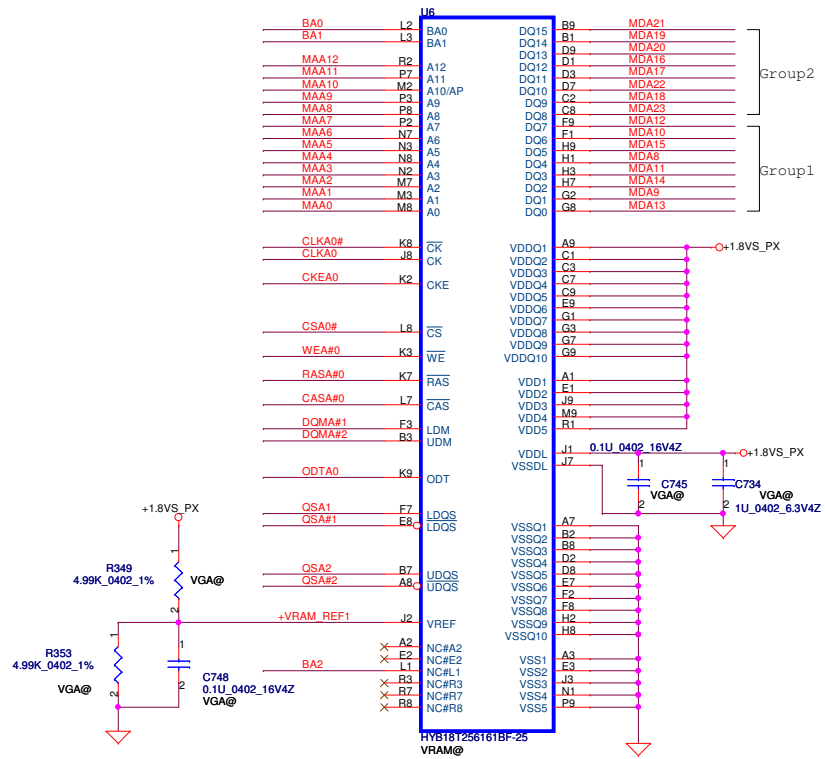 U6
BA0 L2 BA0 DQ15 B9 MDA21
BA1 L3 BA1 DQ14 B1 MDA19
DQ13 D9 MDA20
MAA12 R2 A12 DQ12 D1 MDA16
MAA11 P7 A11 DQ11 D3 MDA17
MAA10 M2 A10/AP DQ10 D7 MDA22
Group2
MAA9 P3 A9 DQ9 C2 MDA18
MAA8 P8 A8 DQ8 C8 MDA23
MAA7 P2 A7 DQ7 F9 MDA12
MAA6 N7 A6 DQ6 F1 MDA10
MAA5 N3 A5 DQ5 H9 MDA15
MAA4 N8 A4 DQ4 H1 MDA8
Group1
MAA3 N2 A3 DQ3 H3 MDA11
MAA2 M7 A2 DQ2 H7 MDA14
MAA1 M3 A1 DQ1 G2 MDA9
MAA0 M8 A0 DQ0 G8 MDA13
CLKA0# K8 CK VDDQ1 A9 +1.8VS_PX
CLKA0 J8 CK VDDQ2 C1
VDDQ3 C3
CKEA0 K2 CKE VDDQ4 C7
VDDQ5 C9
VDDQ6 E9
VDDQ7 G1
CSA0# L8 CS VDDQ8 G3
VDDQ9 G7
WEA#0 K3 WE VDDQ10 G9
RASA#0 K7 RAS VDD1 A1
VDD2 E1
CASA#0 L7 CAS VDD3 J9
VDD4 M9
DQMA#1 F3 LDM VDD5 R1
DQMA#2 B3 UDM
VDDL J1 0.1U_0402_16V4Z +1.8VS_PX
VSSDL J7 1 1
ODTA0 K9 ODT
C745 C734
VGA@ VGA@
2 2 1U_0402_6.3V4Z
+1.8VS_PX
QSA1 F7 LDQS
QSA#1 E8 LDQS VSSQ1 A7
VSSQ2 B2
VSSQ3 B8
VSSQ4 D2
QSA2 B7 UDQS VSSQ5 D8
QSA#2 A8 UDQS VSSQ6 E7
VSSQ7 F2
VSSQ8 F8
1
R349
4.99K_0402_1% VGA@
2
+VRAM_REF1 J2 VREF VSSQ9 H2
VSSQ10 H8
A2 NC#A2
E2 NC#E2 VSS1 A3
BA2 L1 NC#L1 VSS2 E3
R3 NC#R3 VSS3 J3
R7 NC#R7 VSS4 N1
R8 NC#R8 VSS5 P9
1 1
R353
4.99K_0402_1%
C748
0.1U_0402_16V4Z
VGA@ VGA@
2 2
HYB18T256161BF-25
VRAM@